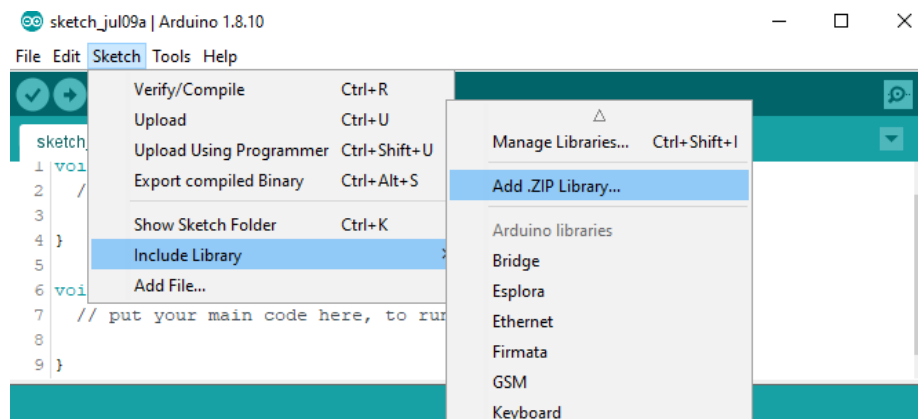 sketch_jul09a | Arduino 1.8.10
File Edit Sketch Tools Help
Verify/Compile Ctrl+R
Upload Ctrl+U
Upload Using Programmer Ctrl+Shift+U
Export compiled Binary Ctrl+Alt+S
Show Sketch Folder Ctrl+K
Include Library
Add File...
Manage Libraries... Ctrl+Shift+I
Add .ZIP Library...
Arduino libraries
Bridge
Esplora
Ethernet
Firmata
GSM
Keyboard
sketch_
1 voi
2 /
3
4 }
5
6 voi
7 // put your main code here, to run
8
9 }